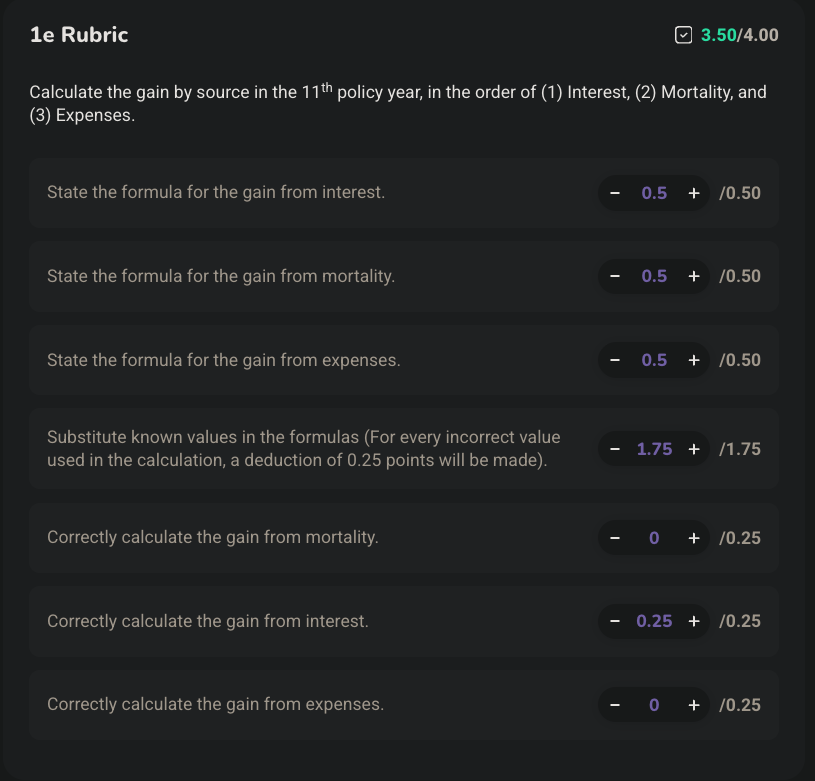 1e Rubric
3.50/4.00
Calculate the gain by source in the 11th policy year, in the order of (1) Interest, (2) Mortality, and
(3) Expenses.
State the formula for the gain from interest.
− 0.5 + /0.50
State the formula for the gain from mortality.
− 0.5 + /0.50
State the formula for the gain from expenses.
− 0.5 + /0.50
Substitute known values in the formulas (For every incorrect value
used in the calculation, a deduction of 0.25 points will be made).
− 1.75 + /1.75
Correctly calculate the gain from mortality.
− 0 + /0.25
Correctly calculate the gain from interest.
− 0.25 + /0.25
Correctly calculate the gain from expenses.
− 0 + /0.25